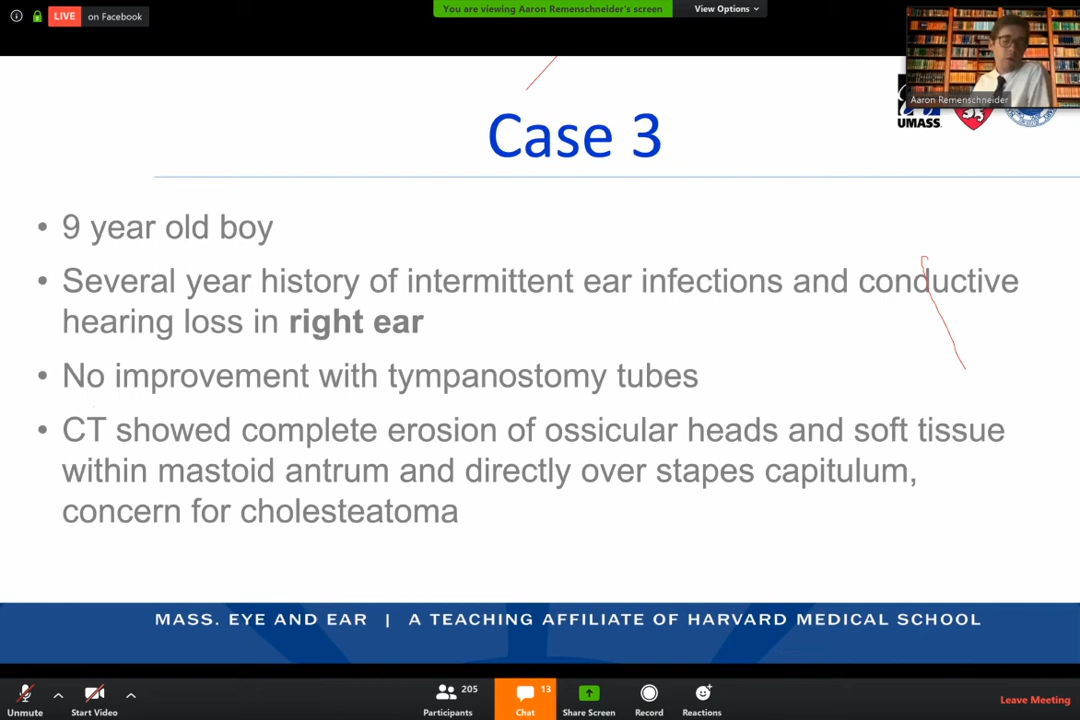 LIVE on Facebook
You are viewing Aaron Remenschneider's screen
View Options
Aaron Remenschneider
UMASS.
Case 3
• 9 year old boy
• Several year history of intermittent ear infections and conductive
hearing loss in right ear
• No improvement with tympanostomy tubes
• CT showed complete erosion of ossicular heads and soft tissue
within mastoid antrum and directly over stapes capitulum,
concern for cholesteatoma
MASS. EYE AND EAR | A TEACHING AFFILIATE OF HARVARD MEDICAL SCHOOL
205 13
Unmute Start Video Participants Chat Share Screen Record Reactions Leave Meeting